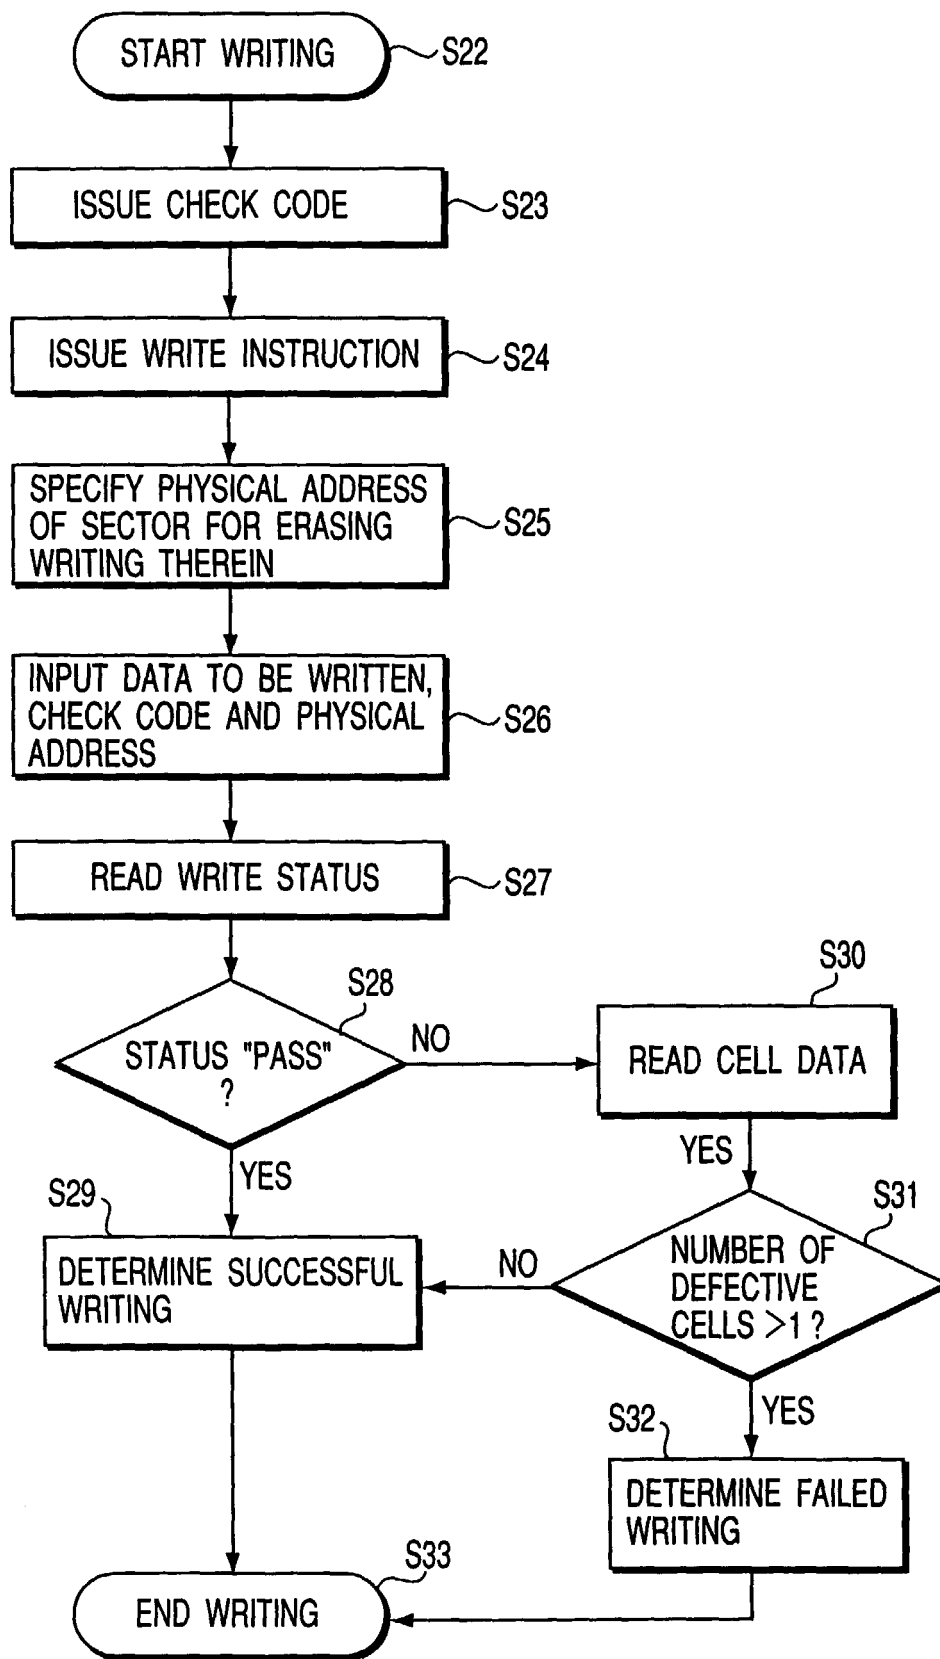 START WRITING
S22
ISSUE CHECK CODE
S23
ISSUE WRITE INSTRUCTION
S24
SPECIFY PHYSICAL ADDRESS
OF SECTOR FOR ERASING
WRITING THEREIN
S25
INPUT DATA TO BE WRITTEN,
CHECK CODE AND PHYSICAL
ADDRESS
S26
READ WRITE STATUS
S27
S28
STATUS "PASS"
?
NO
YES
S30
READ CELL DATA
YES
S31
NUMBER OF
DEFECTIVE
CELLS >1 ?
NO
YES
S29
DETERMINE SUCCESSFUL
WRITING
S32
DETERMINE FAILED
WRITING
S33
END WRITING